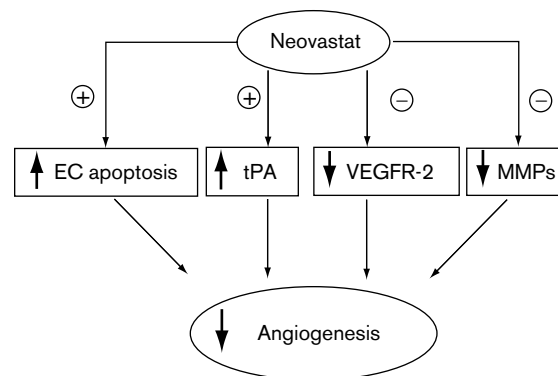 Neovastat
+ + − −
EC apoptosis tPA VEGFR-2 MMPs
Angiogenesis